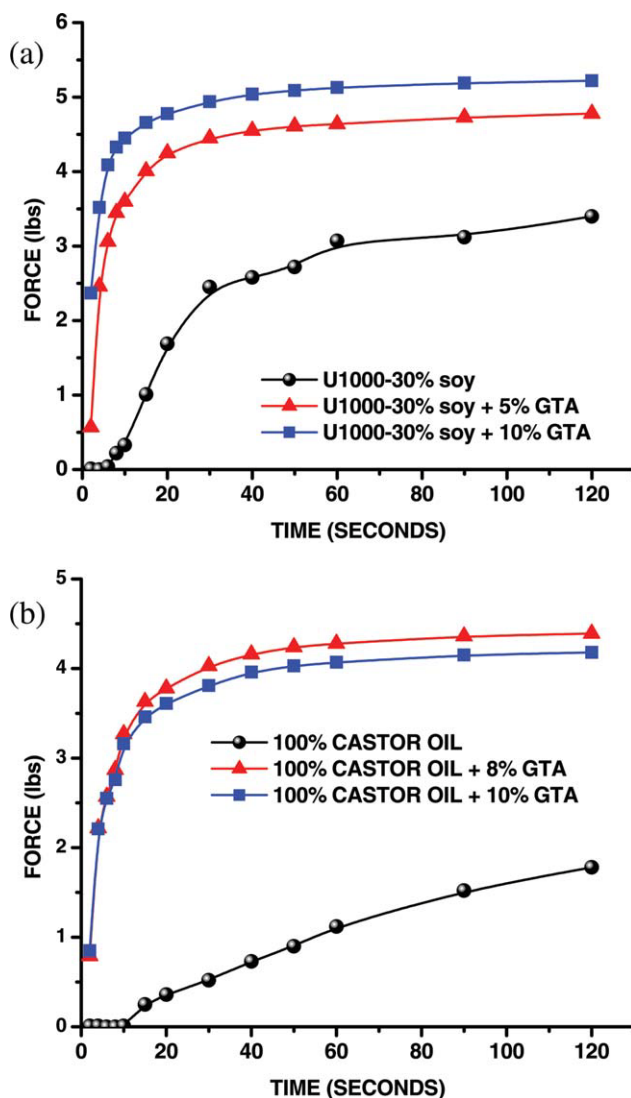 (a)
6
5
4
3
2
1
0
FORCE (lbs)
U1000-30% soy
U1000-30% soy + 5% GTA
U1000-30% soy + 10% GTA
0 20 40 60 80 100 120
TIME (SECONDS)
(b)
5
4
3
2
1
0
FORCE (lbs)
100% CASTOR OIL
100% CASTOR OIL + 8% GTA
100% CASTOR OIL + 10% GTA
0 20 40 60 80 100 120
TIME (SECONDS)